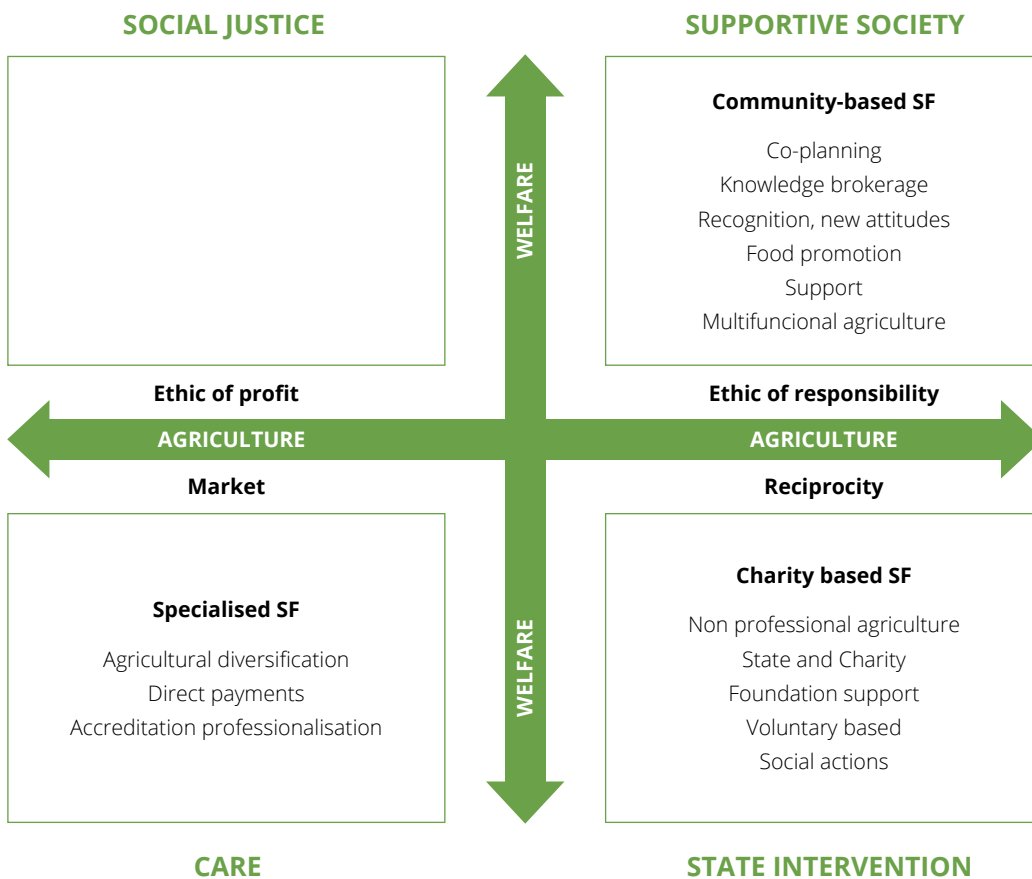 SOCIAL JUSTICE
SUPPORTIVE SOCIETY
Community-based SF
Co-planning
Knowledge brokerage
Recognition, new attitudes
Food promotion
Support
Multifuncional agriculture
WELFARE
Ethic of profit
Ethic of responsibility
AGRICULTURE
AGRICULTURE
Market
Reciprocity
Specialised SF
Agricultural diversification
Direct payments
Accreditation professionalisation
WELFARE
Charity based SF
Non professional agriculture
State and Charity
Foundation support
Voluntary based
Social actions
CARE
STATE INTERVENTION